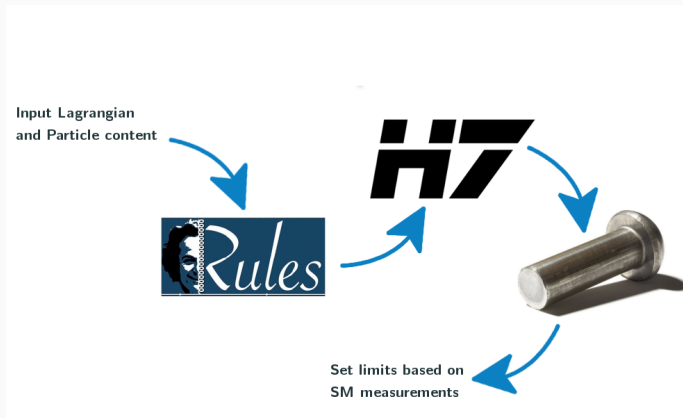 Input Lagrangian
and Particle content
H7
Rules
Set limits based on
SM measurements